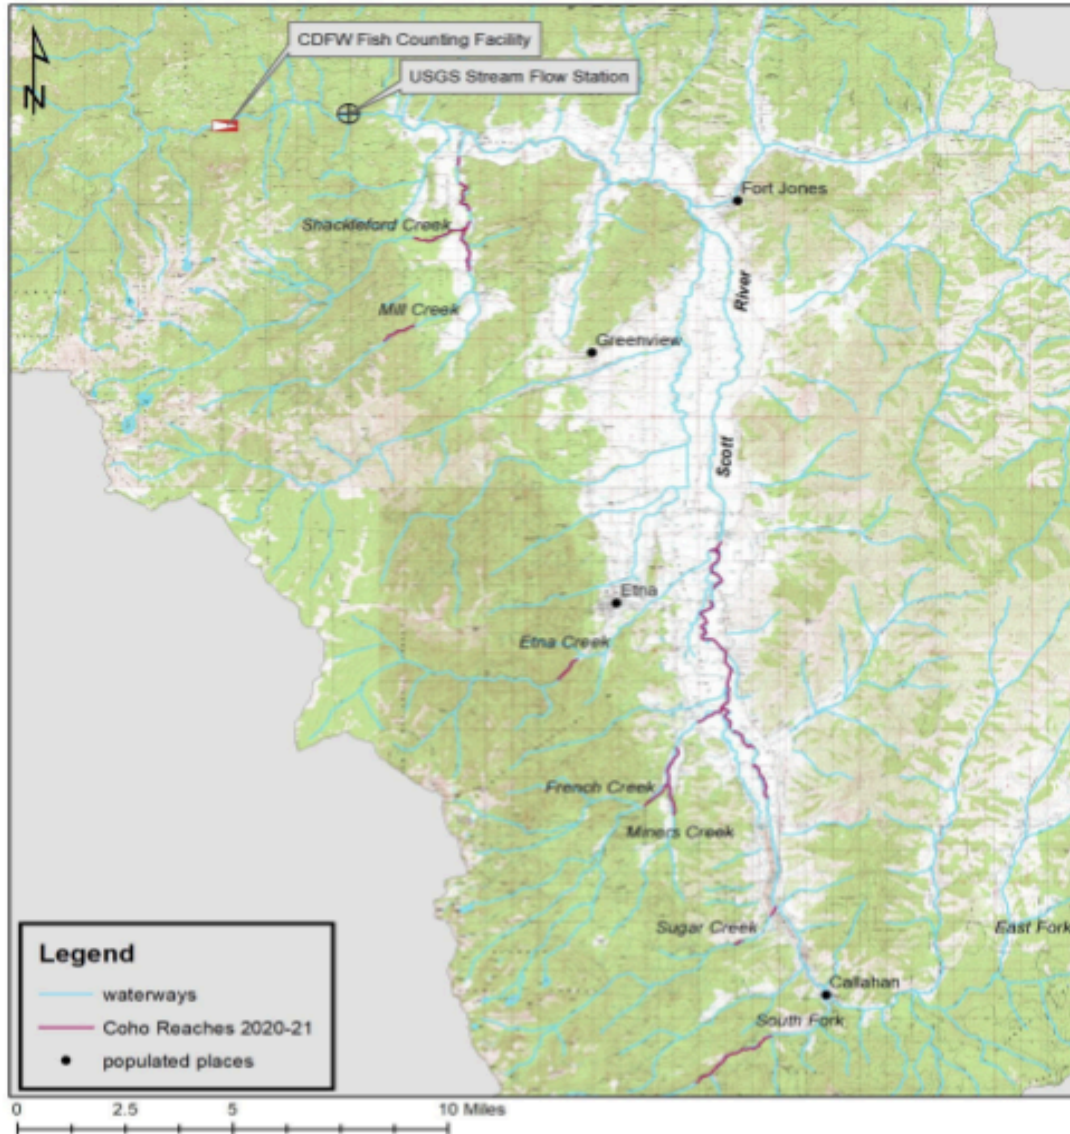 CDFW Fish Counting Facility
USGS Stream Flow Station
N
Fort Jones
Shackleford Creek
River
Mill Creek
Greenview
Scott
Etna
Etna Creek
French Creek
Miners Creek
Sugar Creek
East Fork
Callahan
South Fork
Legend
waterways
Coho Reaches 2020-21
populated places
0 2.5 5 10 Miles